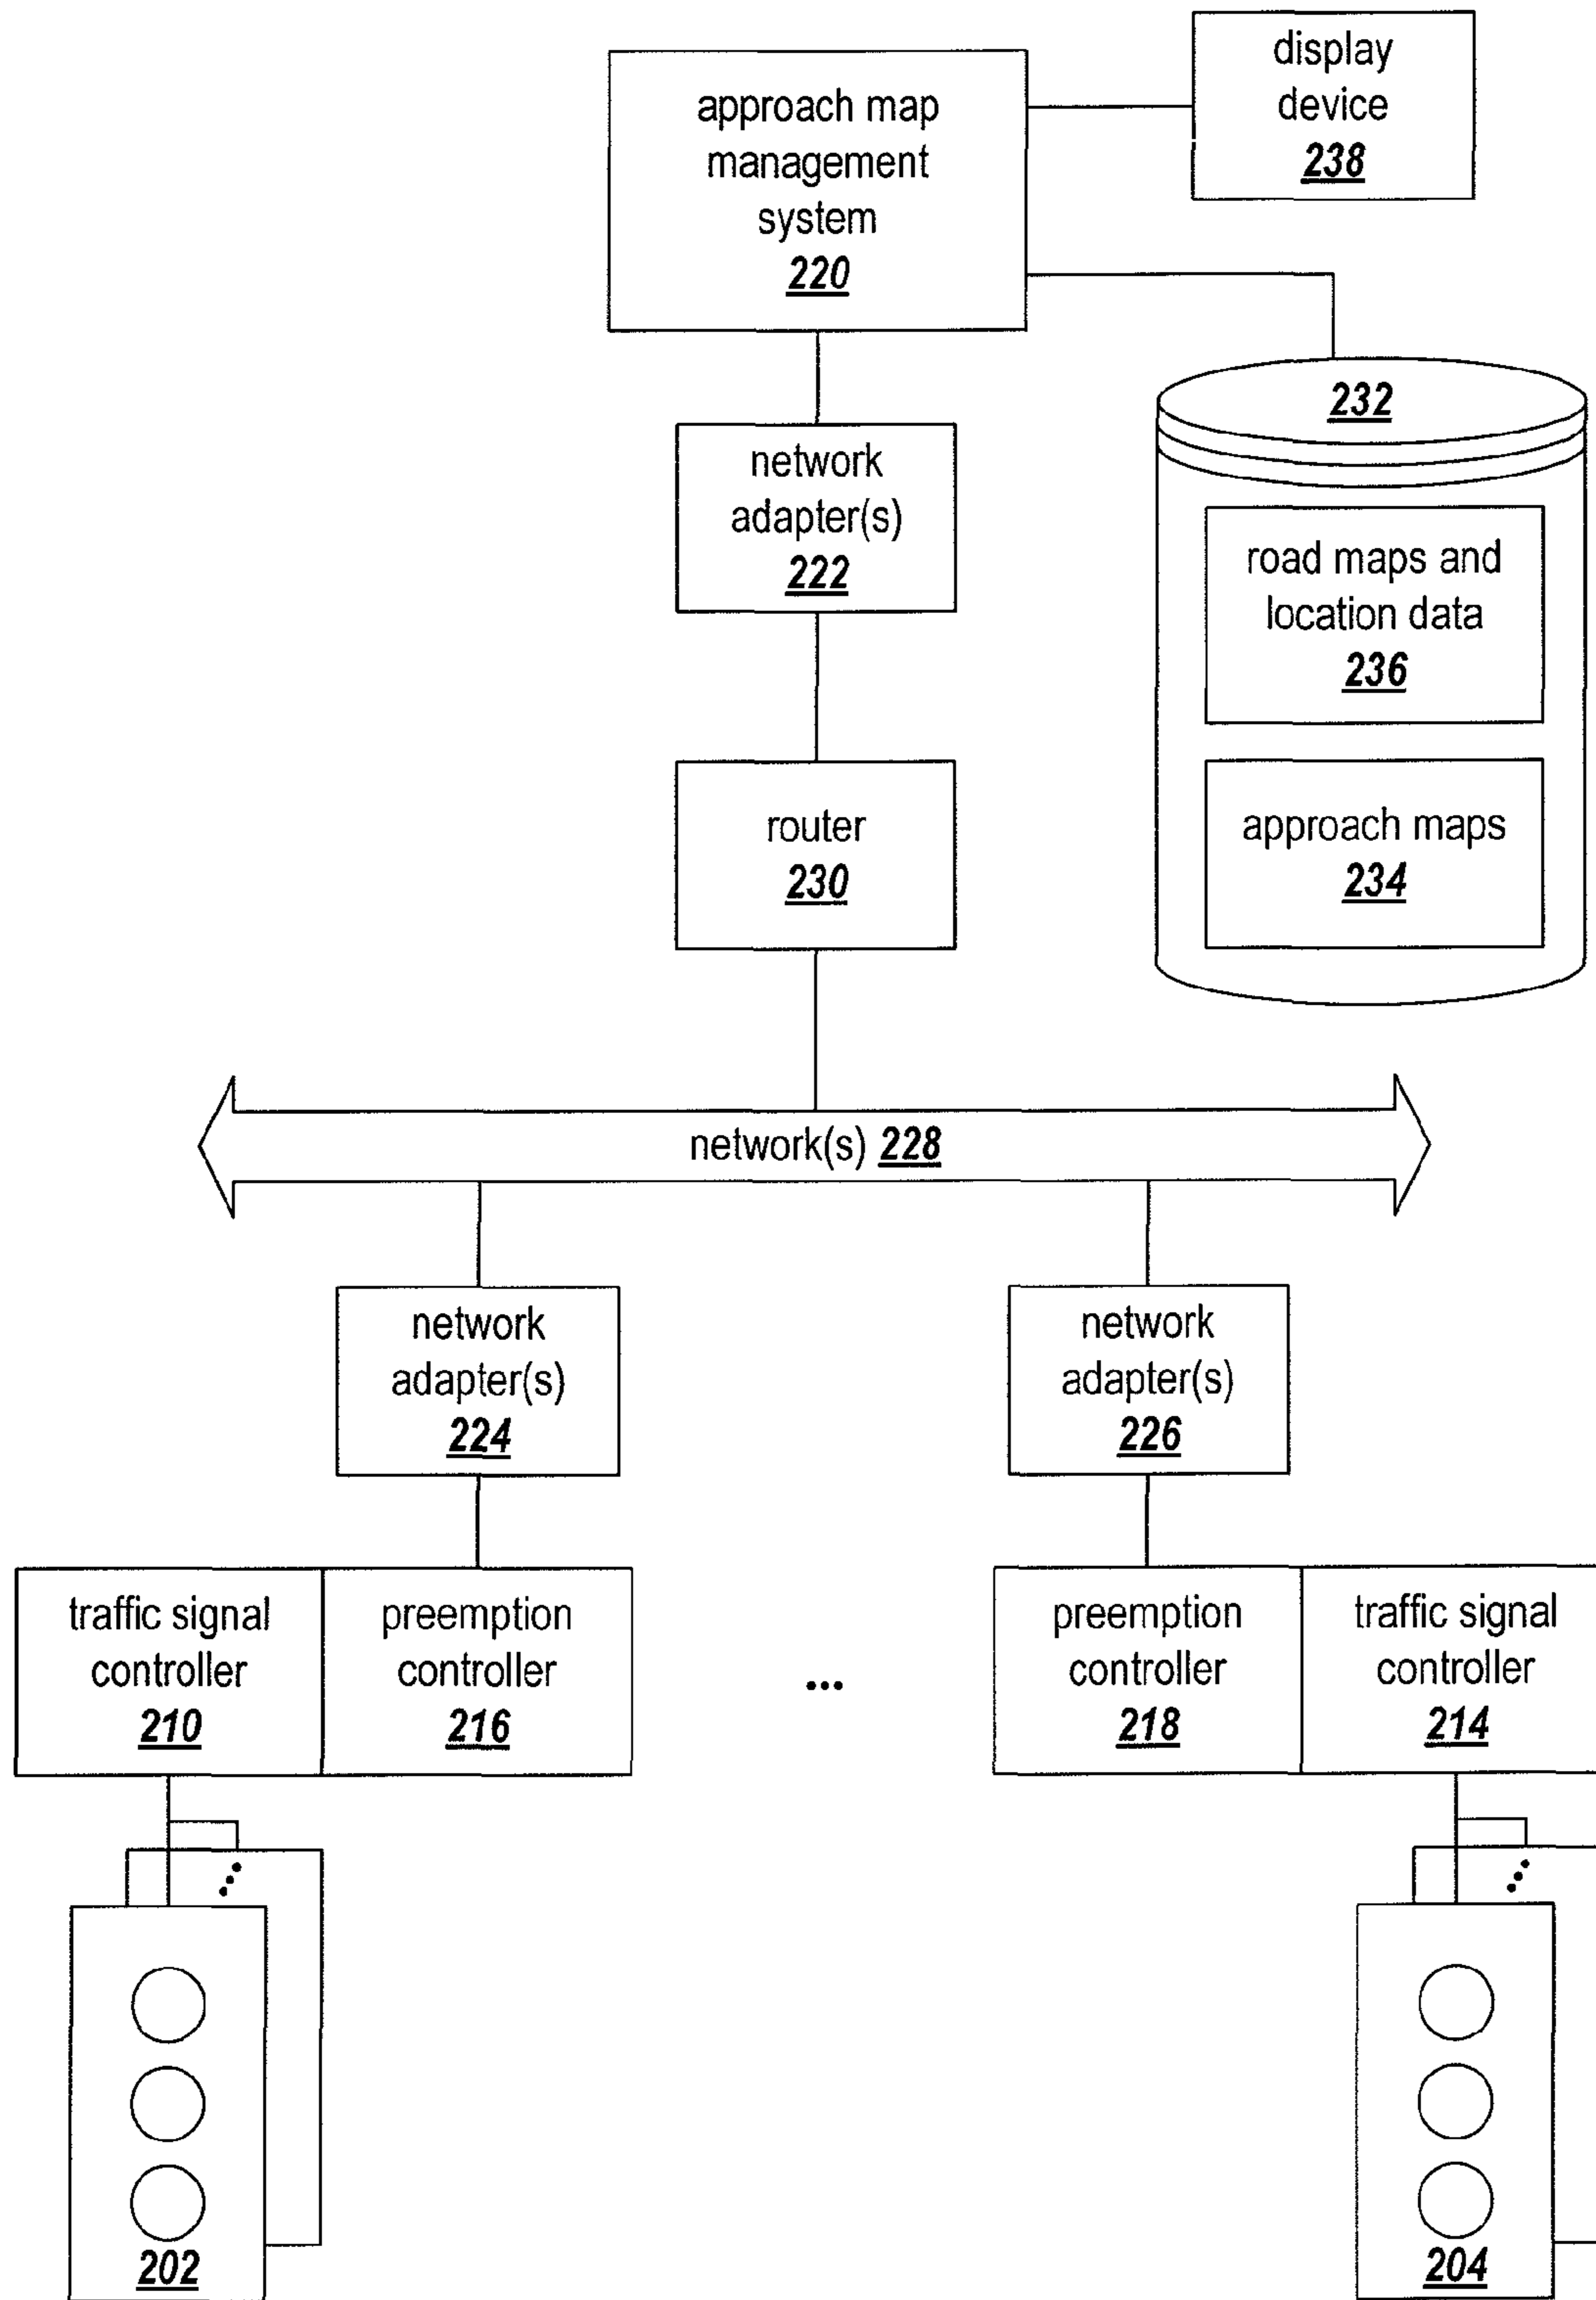 approach map
management
system
220
display
device
238
232
network
adapter(s)
222
road maps and
location data
236
router
230
approach maps
234
network(s) 228
network
adapter(s)
224
network
adapter(s)
226
traffic signal
controller
210
preemption
controller
216
...
preemption
controller
218
traffic signal
controller
214
202
204